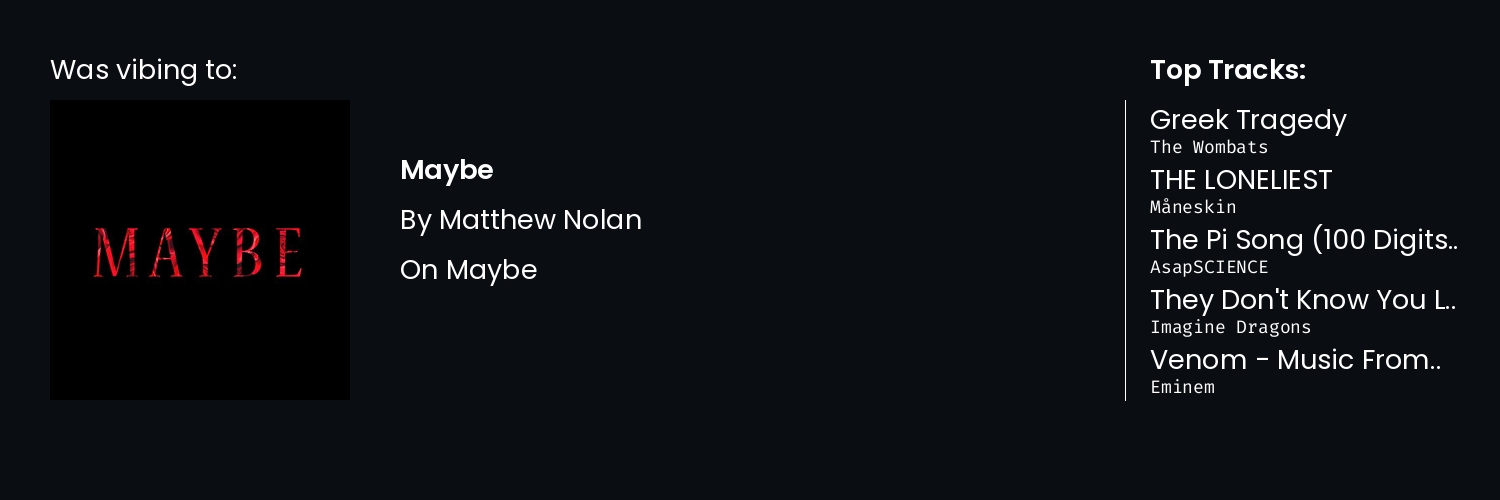 Was vibing to:
MAYBE
Maybe
By Matthew Nolan
On Maybe
Top Tracks:
Greek Tragedy
The Wombats
THE LONELIEST
Måneskin
The Pi Song (100 Digits..
AsapSCIENCE
They Don't Know You L..
Imagine Dragons
Venom - Music From..
Eminem